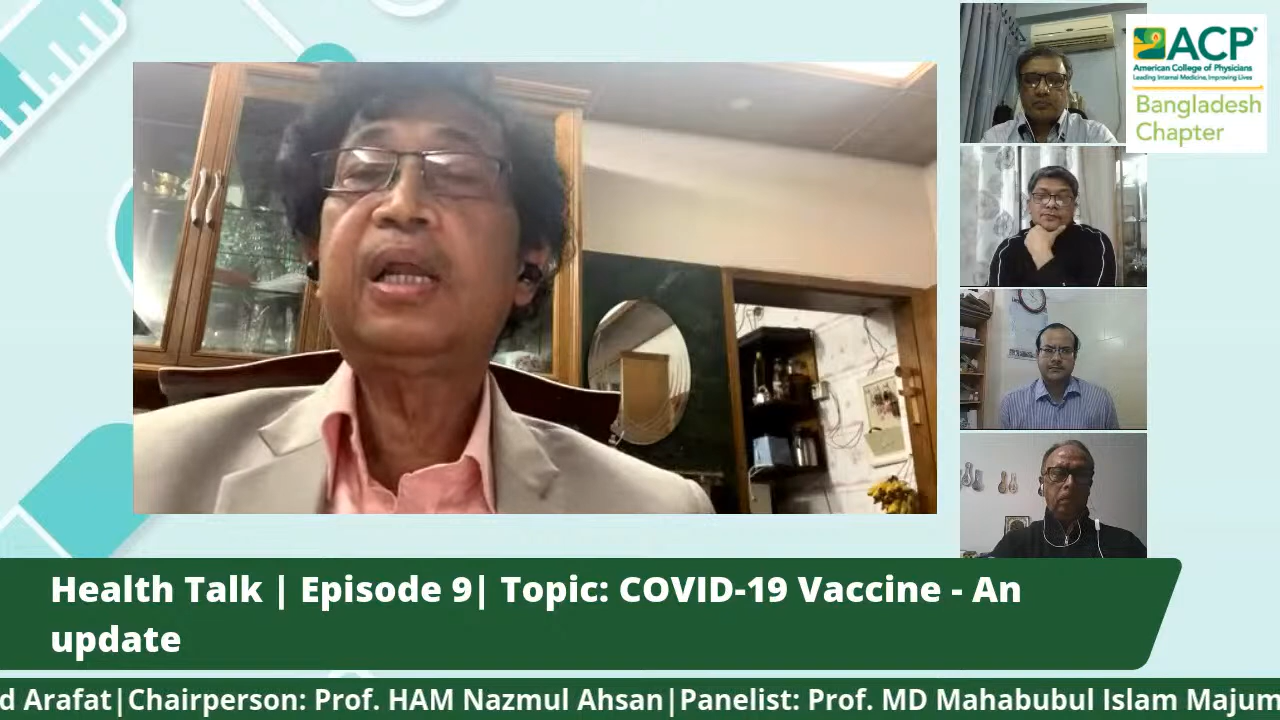 ACP
American College of Physicians
Leading Internal Medicine, Improving Lives
Bangladesh
Chapter
Health Talk | Episode 9| Topic: COVID-19 Vaccine - An
update
d Arafat|Chairperson: Prof. HAM Nazmul Ahsan|Panelist: Prof. MD Mahabubul Islam Majum